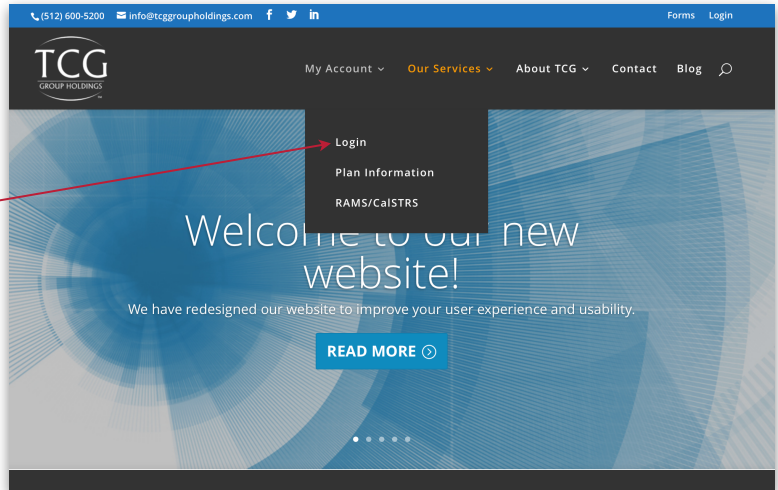 (512) 600-5200 info@tcggroupholdings.com f in Forms Login
TCG
GROUP HOLDINGS
My Account Our Services About TCG Contact Blog
Login
Plan Information
RAMS/CalSTRS
Welcome to our new
website!
We have redesigned our website to improve your user experience and usability.
READ MORE